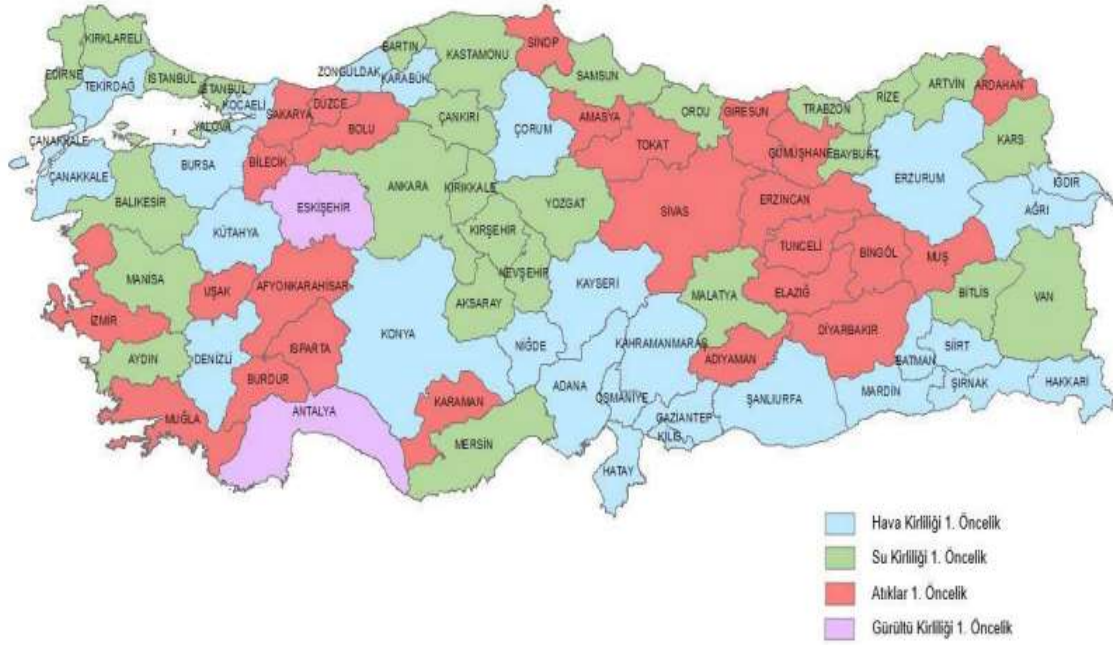 KIRKLARELİ
EDİRNE
TEKİRDAĞ
İSTANBUL
İSTANBUL
KOCAELİ
YALOVA
ÇANAKKALE
ÇANAKKALE
BALIKESİR
BURSA
BİLECİK
SAKARYA
DÜZCE
BOLU
ZONGULDAK
BARTIN
KARABÜK
KASTAMONU
SİNOP
ÇANKIRI
ÇORUM
SAMSUN
AMASYA
TOKAT
ORDU
GİRESUN
GÜMÜŞHANE
TRABZON
RİZE
ARTVİN
ARDAHAN
KARS
BAYBURT
ERZURUM
IĞDIR
AĞRI
ESKİŞEHİR
ANKARA
KIRIKKALE
KIRŞEHİR
YOZGAT
SİVAS
ERZİNCAN
TUNCELİ
BİNGÖL
MUŞ
KÜTAHYA
MANİSA
UŞAK
AFYONKARAHİSAR
İZMİR
AYDIN
DENİZLİ
ISPARTA
BURDUR
MUĞLA
ANTALYA
KONYA
AKSARAY
NEVŞEHİR
KAYSERİ
NİĞDE
KARAMAN
MERSİN
ADANA
KAHRAMANMARAŞ
OSMANİYE
GAZİANTEP
KİLİS
HATAY
MALATYA
ADIYAMAN
ELAZIĞ
DİYARBAKIR
ŞANLIURFA
MARDİN
BATMAN
SİİRT
BİTLİS
VAN
ŞIRNAK
HAKKARİ
Hava Kirliliği 1. Öncelik
Su Kirliliği 1. Öncelik
Atıklar 1. Öncelik
Gürültü Kirliliği 1. Öncelik